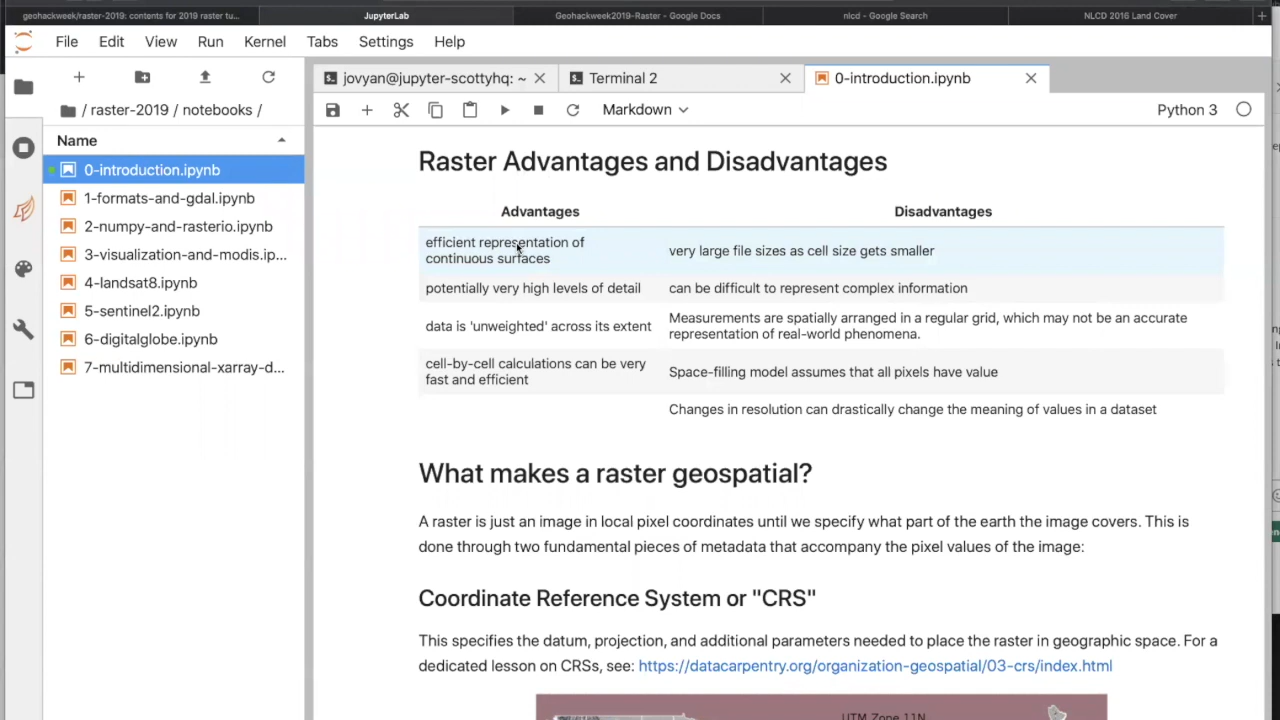 geohackweek/raster-2019: contents for 2019 raster tu... JupyterLab Geohackweek2019-Raster - Google Docs nlcd - Google Search NLCD 2016 Land Cover
File Edit View Run Kernel Tabs Settings Help
jovyan@jupyter-scottyhq: ~ Terminal 2 0-introduction.ipynb
/ raster-2019 / notebooks /
Markdown Python 3
Name
0-introduction.ipynb
1-formats-and-gdal.ipynb
2-numpy-and-rasterio.ipynb
3-visualization-and-modis.ip...
4-landsat8.ipynb
5-sentinel2.ipynb
6-digitalglobe.ipynb
7-multidimensional-xarray-d...
Raster Advantages and Disadvantages
Advantages Disadvantages
efficient representation of
continuous surfaces
very large file sizes as cell size gets smaller
potentially very high levels of detail can be difficult to represent complex information
data is 'unweighted' across its extent
Measurements are spatially arranged in a regular grid, which may not be an accurate
representation of real-world phenomena.
cell-by-cell calculations can be very
fast and efficient
Space-filling model assumes that all pixels have value
Changes in resolution can drastically change the meaning of values in a dataset
What makes a raster geospatial?
A raster is just an image in local pixel coordinates until we specify what part of the earth the image covers. This is
done through two fundamental pieces of metadata that accompany the pixel values of the image:
Coordinate Reference System or "CRS"
This specifies the datum, projection, and additional parameters needed to place the raster in geographic space. For a
dedicated lesson on CRSs, see: https://datacarpentry.org/organization-geospatial/03-crs/index.html
UTM Zone 11N